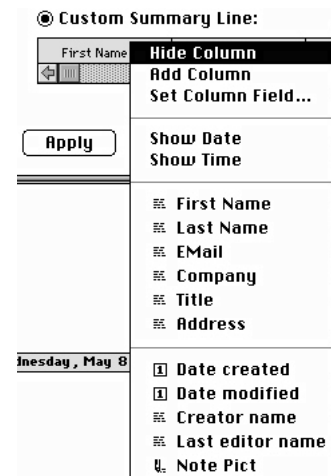 Custom Summary Line:
First Name
Hide Column
Add Column
Set Column Field...
Apply
Show Date
Show Time
First Name
Last Name
EMail
Company
Title
Address
dnesday, May 8
Date created
Date modified
Creator name
Last editor name
Note Pict